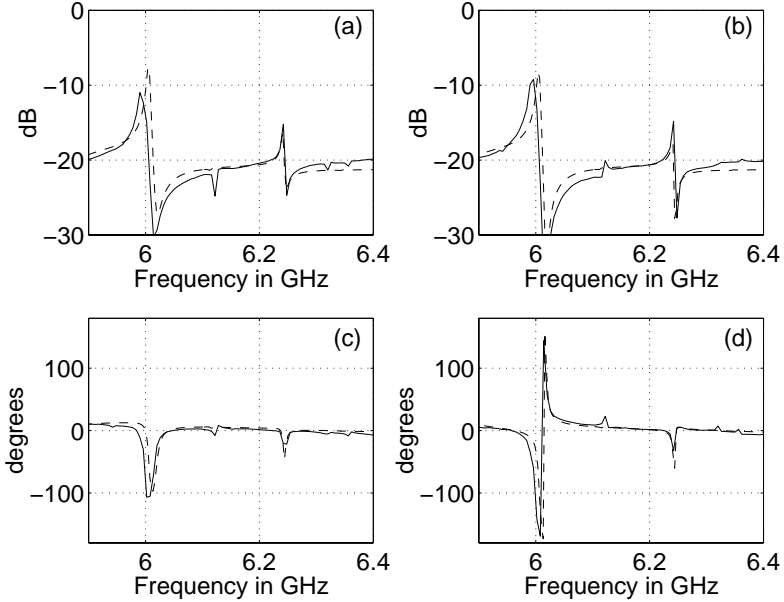 0
−10
−20
−30
dB
(a)
6
6.2
6.4
Frequency in GHz
0
−10
−20
−30
dB
(b)
6
6.2
6.4
Frequency in GHz
100
0
−100
degrees
(c)
6
6.2
6.4
Frequency in GHz
100
0
−100
degrees
(d)
6
6.2
6.4
Frequency in GHz